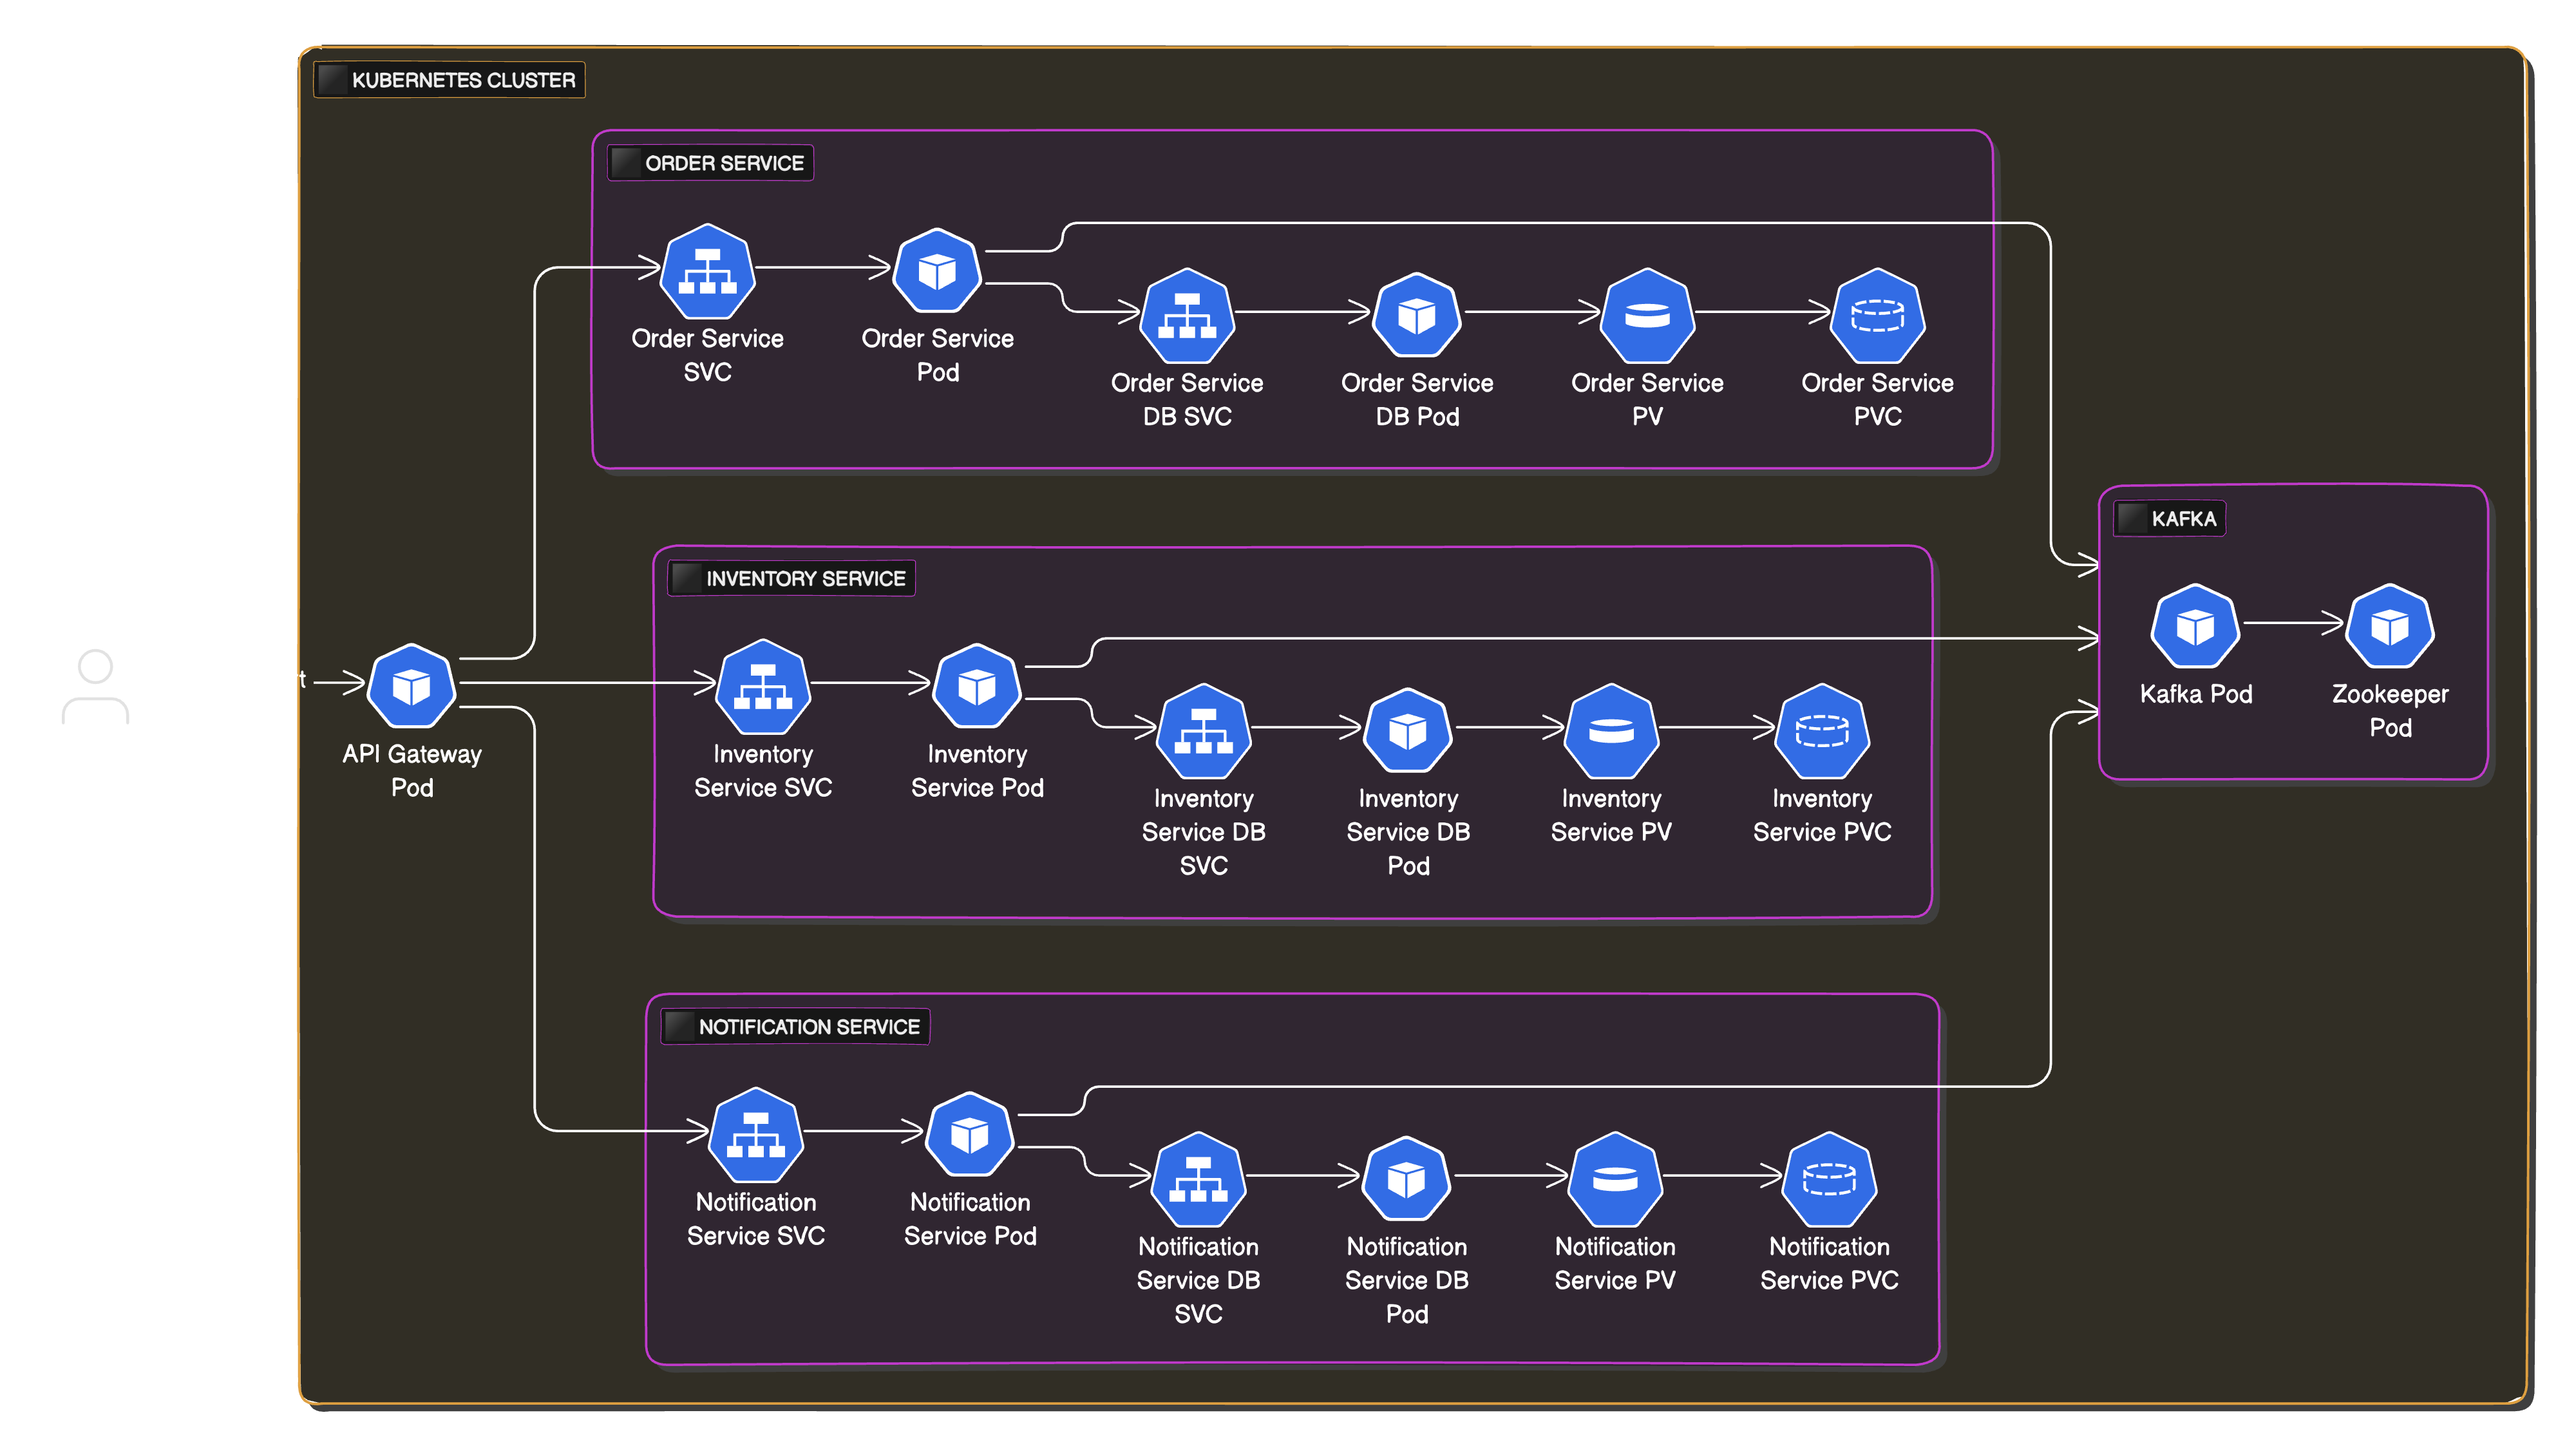 KUBERNETES CLUSTER
ORDER SERVICE
Order Service
SVC
Order Service
Pod
Order Service
DB SVC
Order Service
DB Pod
Order Service
PV
Order Service
PVC
KAFKA
Kafka Pod
Zookeeper
Pod
INVENTORY SERVICE
t
API Gateway
Pod
Inventory
Service SVC
Inventory
Service Pod
Inventory
Service DB
SVC
Inventory
Service DB
Pod
Inventory
Service PV
Inventory
Service PVC
NOTIFICATION SERVICE
Notification
Service SVC
Notification
Service Pod
Notification
Service DB
SVC
Notification
Service DB
Pod
Notification
Service PV
Notification
Service PVC